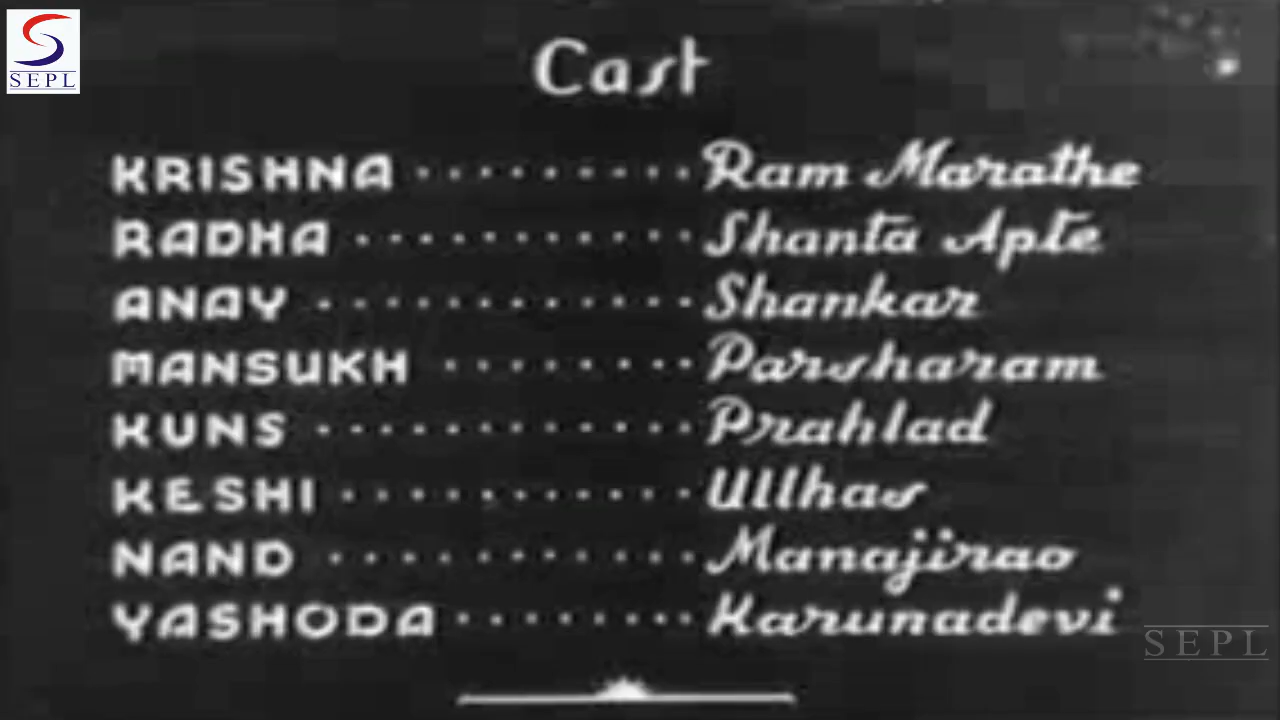 SEPL
Cast
KRISHNA ......... Ram Marathe
RADHA ........... Shanta Apte
ANAY ............ Shankar
MANSUKH ........ Parsharam
KUNS ............ Prahlad
KESHI ........... Ullhas
NAND ............ Manajirao
YASHODA ........ Karunadevi
SEPL